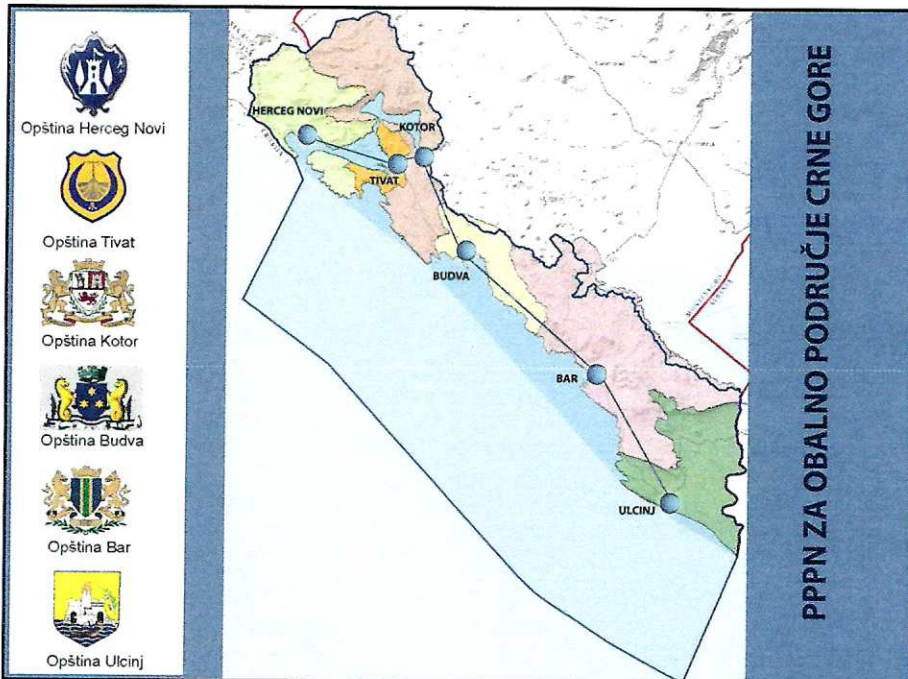 Opština Herceg Novi
Opština Tivat
Opština Kotor
Opština Budva
Opština Bar
Opština Ulcinj
HERCEG NOVI
KOTOR
TIVAT
BUDVA
BAR
ULCINJ
PPPN ZA OBALNO PODRUČJE CRNE GORE